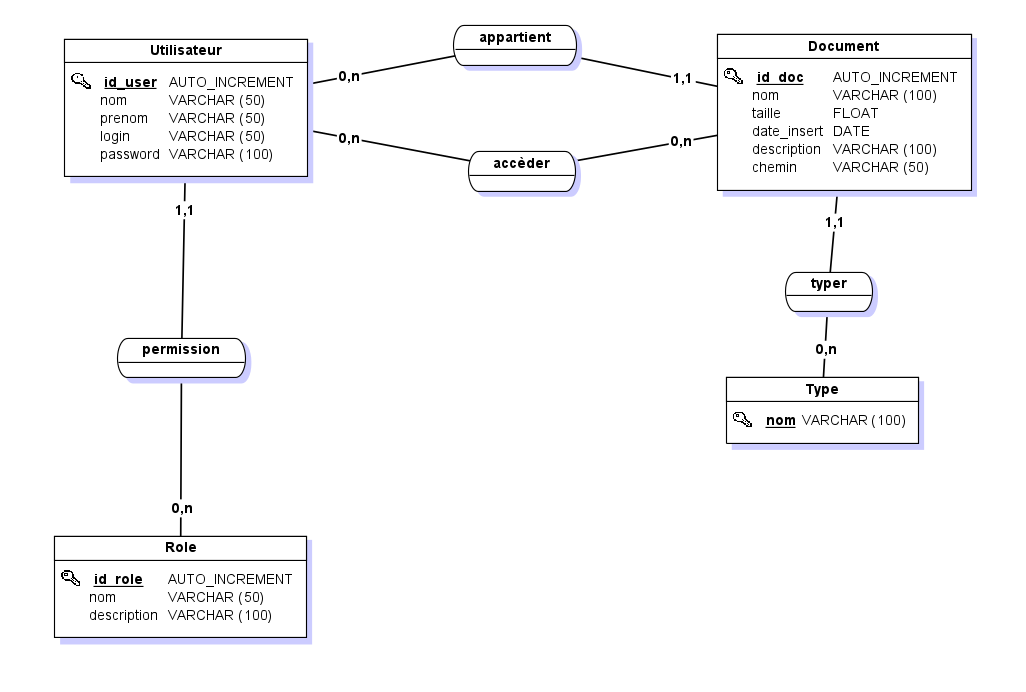 Utilisateur
id_user AUTO_INCREMENT
nom VARCHAR (50)
prenom VARCHAR (50)
login VARCHAR (50)
password VARCHAR (100)
appartient
0,n
1,1
accèder
0,n
0,n
Document
id_doc AUTO_INCREMENT
nom VARCHAR (100)
taille FLOAT
date_insert DATE
description VARCHAR (100)
chemin VARCHAR (50)
1,1
permission
0,n
Role
id_role AUTO_INCREMENT
nom VARCHAR (50)
description VARCHAR (100)
1,1
typer
0,n
Type
nom VARCHAR (100)